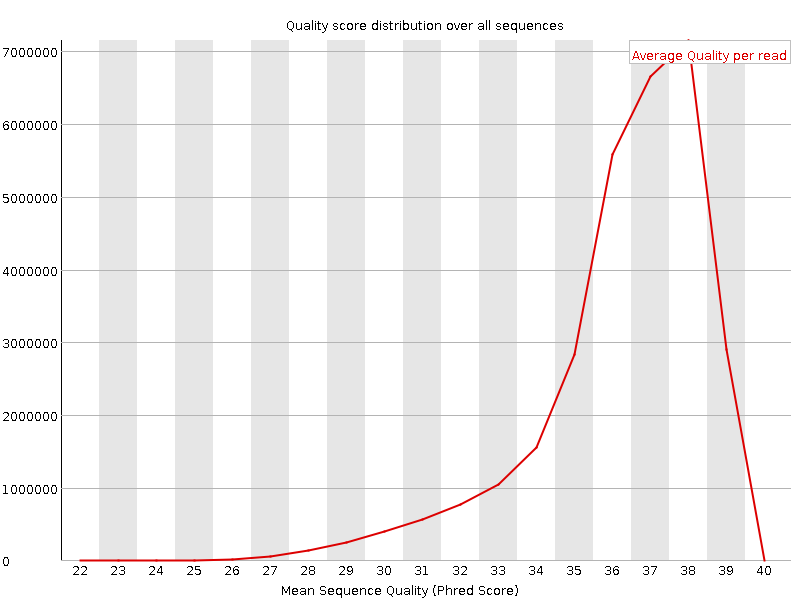 Quality score distribution over all sequences
Average Quality per read
7000000
6000000
5000000
4000000
3000000
2000000
1000000
0
22 23 24 25 26 27 28 29 30 31 32 33 34 35 36 37 38 39 40
Mean Sequence Quality (Phred Score)